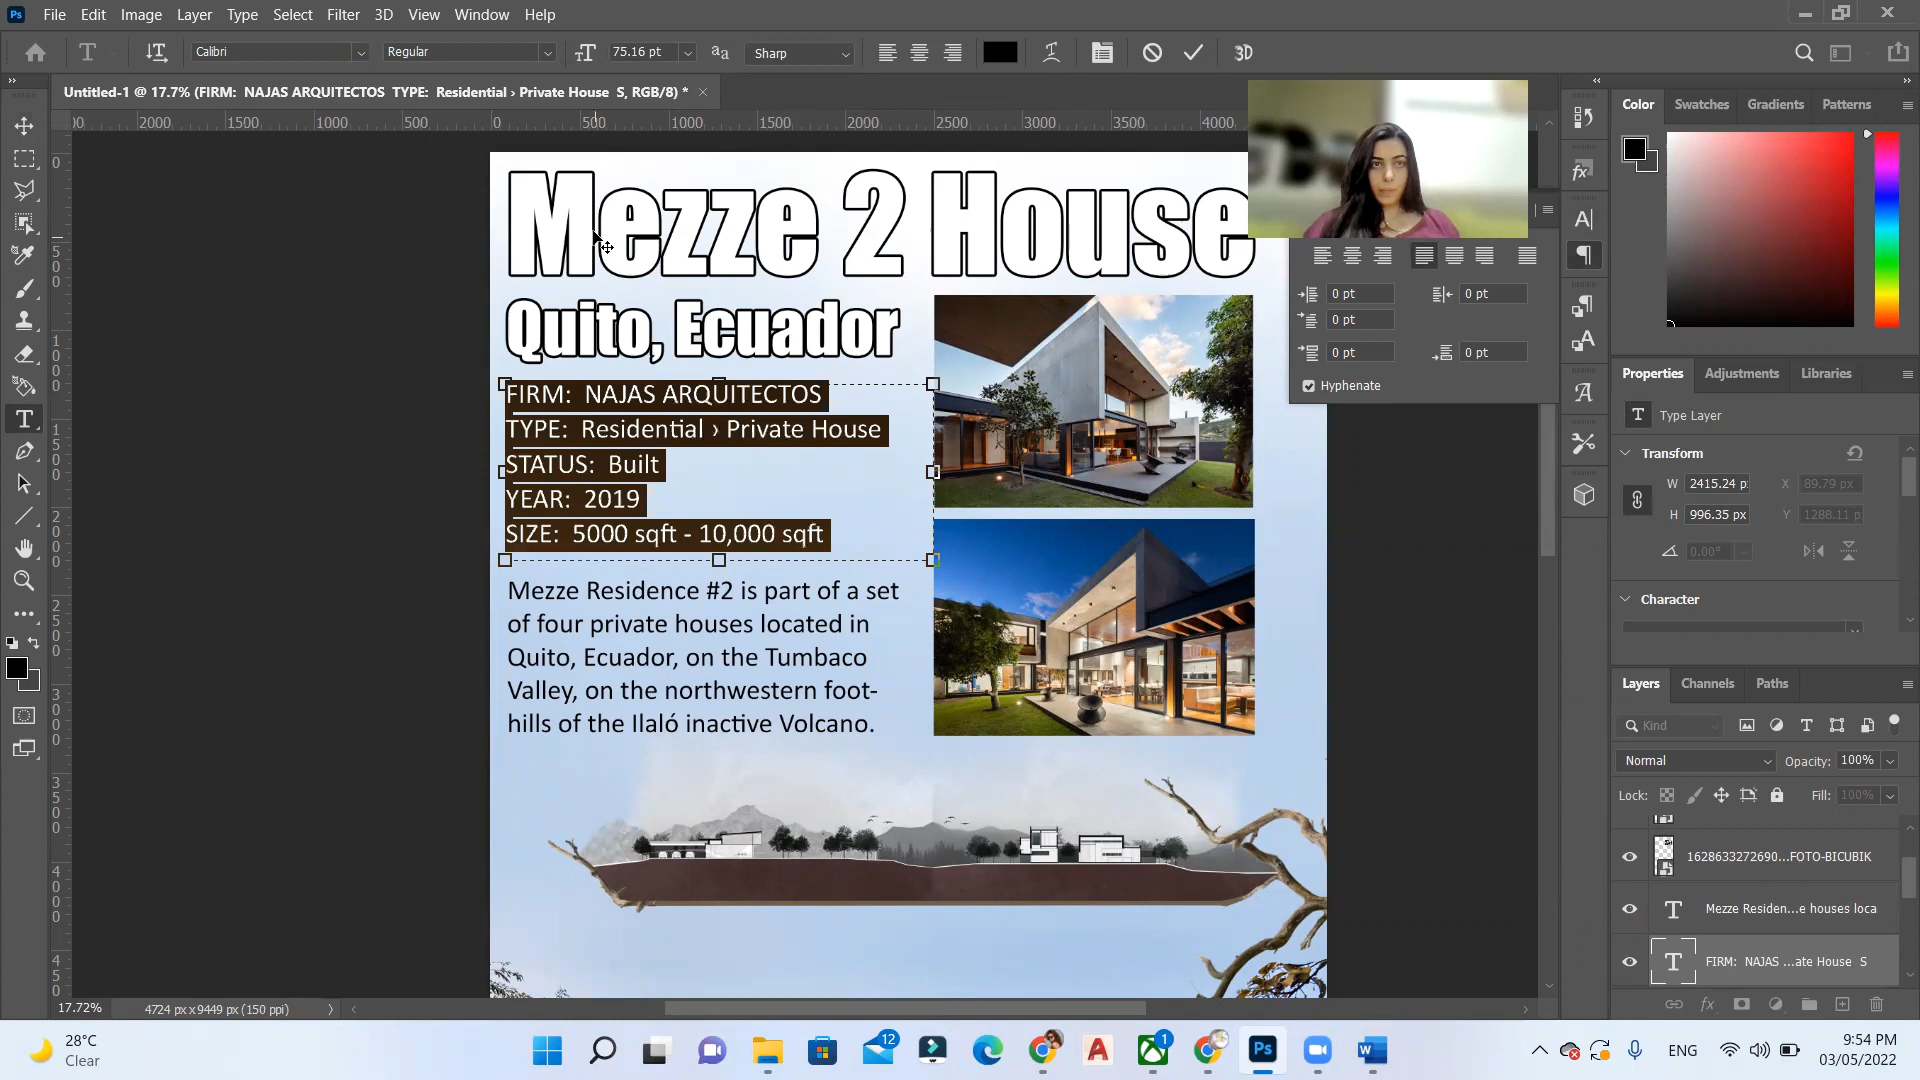 File Edit Image Layer Type Select Filter 3D View Window Help
Calibri Regular 75.16 pt Sharp 3D
Untitled-1 @ 17.7% (FIRM:  NAJAS ARQUITECTOS  TYPE:  Residential › Private House  S, RGB/8) *
2000 1500 1000 500 0 500 1000 1500 2000 2500 3000 3500 4000
Mezze 2 House
Quito, Ecuador
FIRM:  NAJAS ARQUITECTOS
TYPE:  Residential › Private House
STATUS:  Built
YEAR:  2019
SIZE:  5000 sqft - 10,000 sqft
Mezze Residence #2 is part of a set
of four private houses located in
Quito, Ecuador, on the Tumbaco
Valley, on the northwestern foot-
hills of the Ilaló inactive Volcano.
0 pt 0 pt
0 pt
0 pt 0 pt
Hyphenate
Color Swatches Gradients Patterns
Properties Adjustments Libraries
Type Layer
Transform
W 2415.24 p X 89.79 px
H 996.35 px Y 1288.11 p
0.00°
Character
Layers Channels Paths
Kind
Normal Opacity: 100%
Lock: Fill: 100%
1628633272690...FOTO-BICUBIK
Mezze Residen...e houses loca
FIRM:  NAJAS ...ate House  S
17.72% 4724 px x 9449 px (150 ppi)
28°C
Clear
12
1
Ps
ENG
9:54 PM
03/05/2022